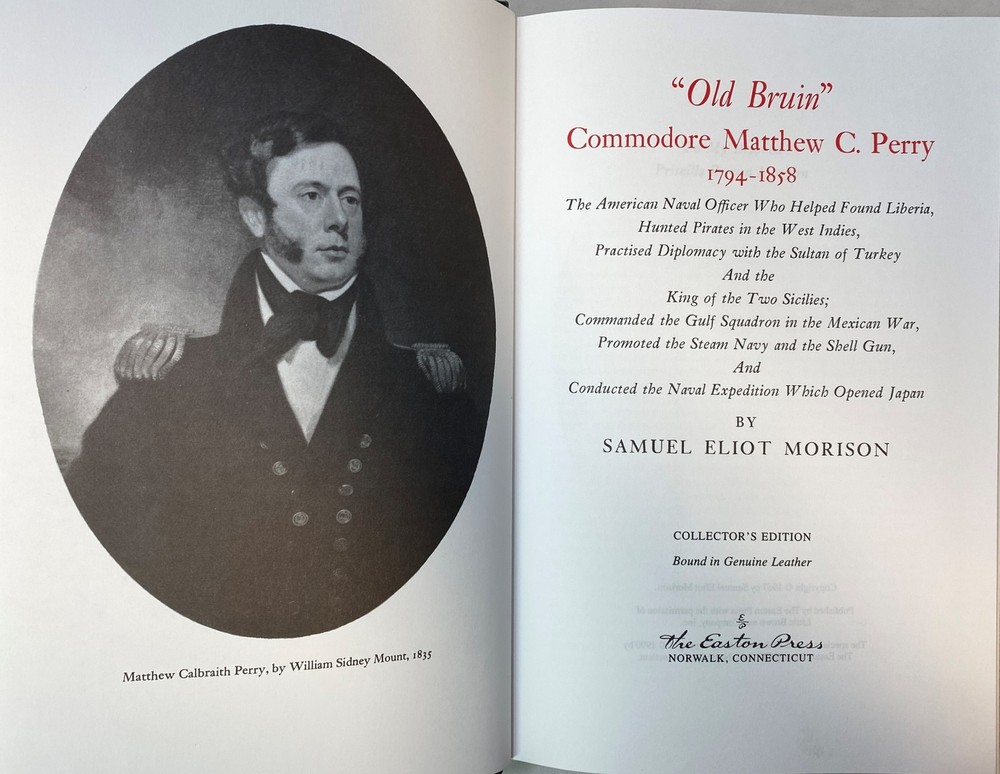 Matthew Calbraith Perry, by William Sidney Mount, 1835
“Old Bruin”
Commodore Matthew C. Perry
1794-1858
The American Naval Officer Who Helped Found Liberia,
Hunted Pirates in the West Indies,
Practised Diplomacy with the Sultan of Turkey
And the
King of the Two Sicilies;
Commanded the Gulf Squadron in the Mexican War,
Promoted the Steam Navy and the Shell Gun,
And
Conducted the Naval Expedition Which Opened Japan
BY
SAMUEL ELIOT MORISON
COLLECTOR'S EDITION
Bound in Genuine Leather
The Easton Press
NORWALK, CONNECTICUT